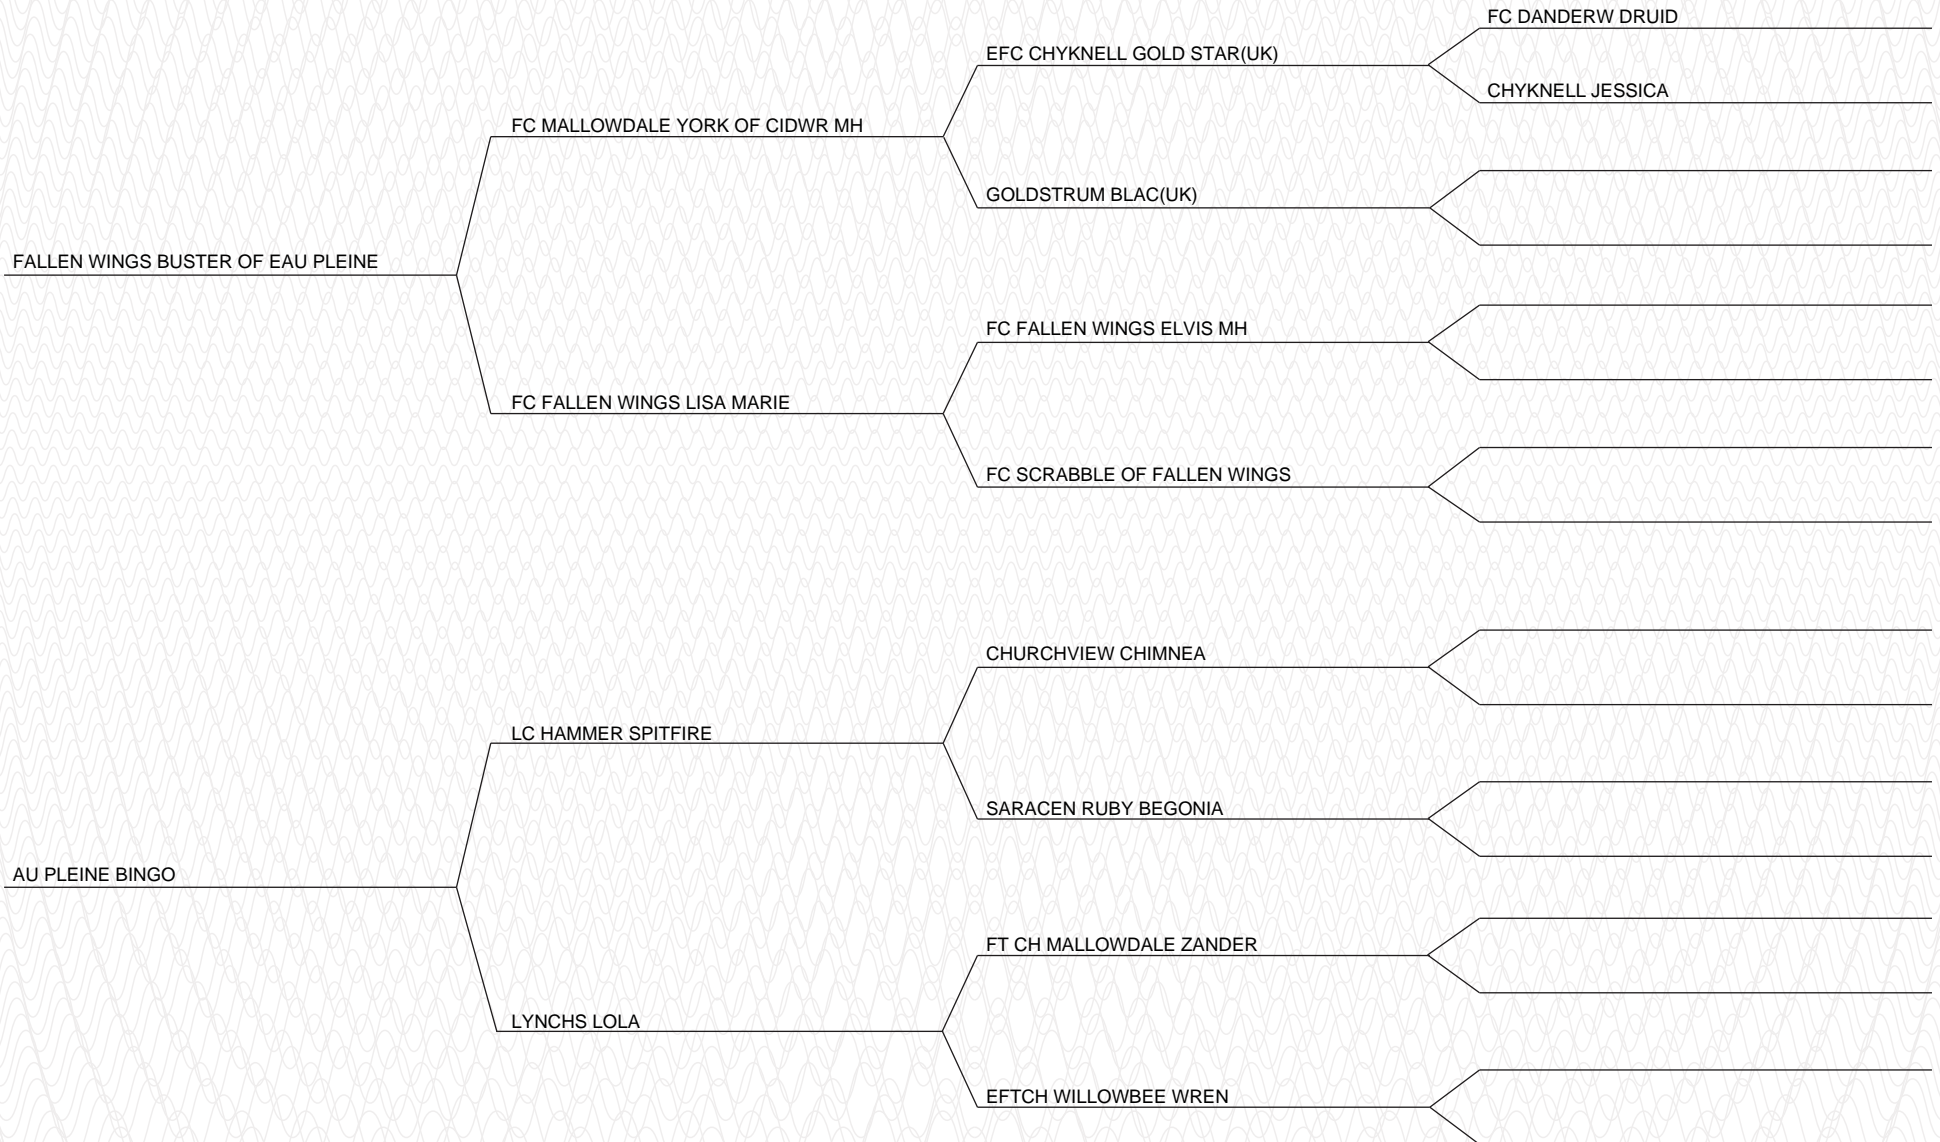 FC DANDERW DRUID
EFC CHYKNELL GOLD STAR(UK)
CHYKNELL JESSICA
FC MALLOWDALE YORK OF CIDWR MH
GOLDSTRUM BLAC(UK)
FALLEN WINGS BUSTER OF EAU PLEINE
FC FALLEN WINGS ELVIS MH
FC FALLEN WINGS LISA MARIE
FC SCRABBLE OF FALLEN WINGS
CHURCHVIEW CHIMNEA
LC HAMMER SPITFIRE
SARACEN RUBY BEGONIA
AU PLEINE BINGO
FT CH MALLOWDALE ZANDER
LYNCHS LOLA
EFTCH WILLOWBEE WREN